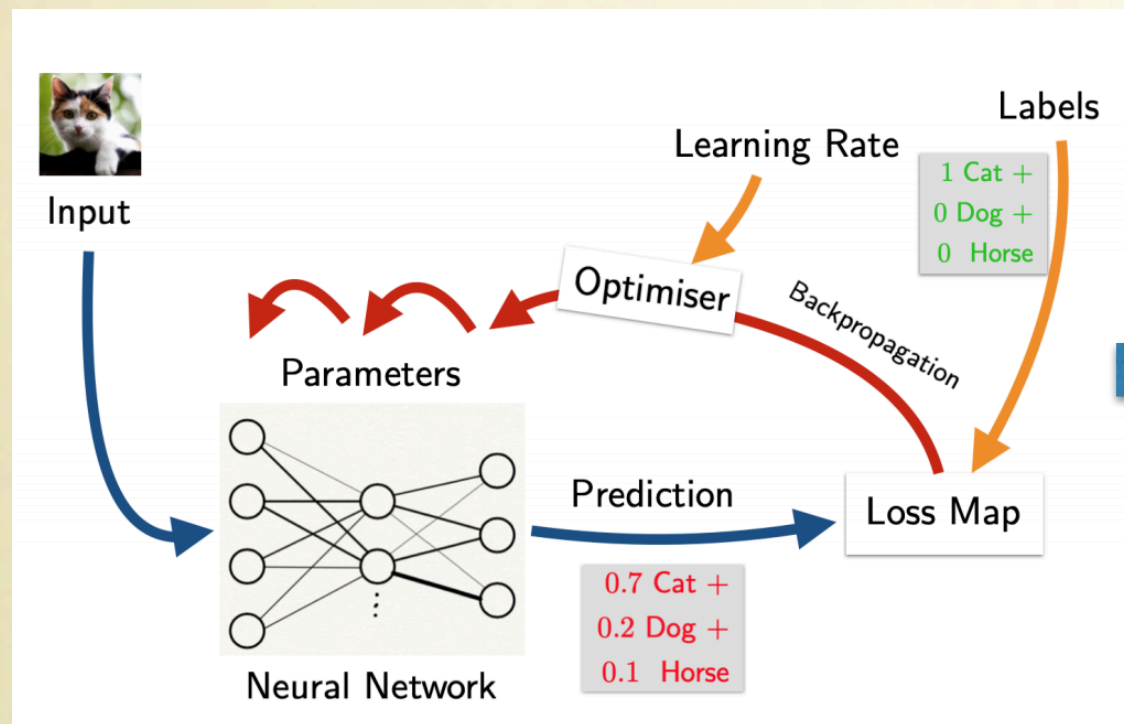 Input
Learning Rate
Labels
1 Cat +
0 Dog +
0 Horse
Optimiser
Backpropagation
Parameters
Prediction
Loss Map
0.7 Cat +
0.2 Dog +
0.1 Horse
Neural Network